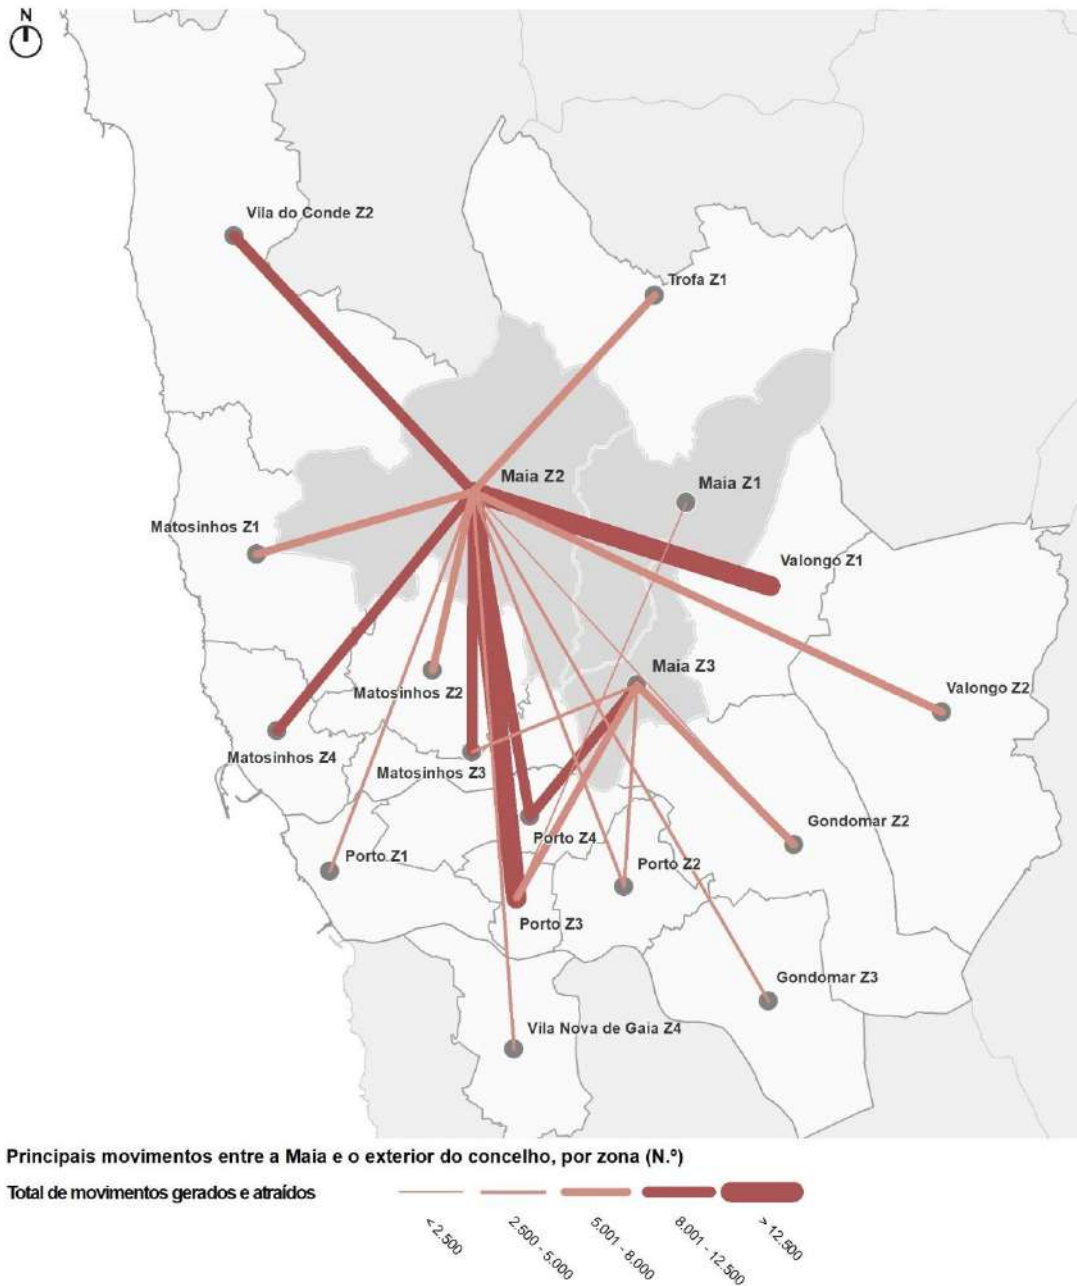 N
Vila do Conde Z2
Trofa Z1
Maia Z2
Maia Z1
Matosinhos Z1
Valongo Z1
Maia Z3
Matosinhos Z2
Valongo Z2
Matosinhos Z4
Matosinhos Z3
Gondomar Z2
Porto Z4
Porto Z1
Porto Z2
Porto Z3
Gondomar Z3
Vila Nova de Gaia Z4
Principais movimentos entre a Maia e o exterior do concelho, por zona (N.º)
Total de movimentos gerados e atraídos
< 2.500
2.500 - 5.000
5.001 - 8.000
8.001 - 12.500
> 12.500